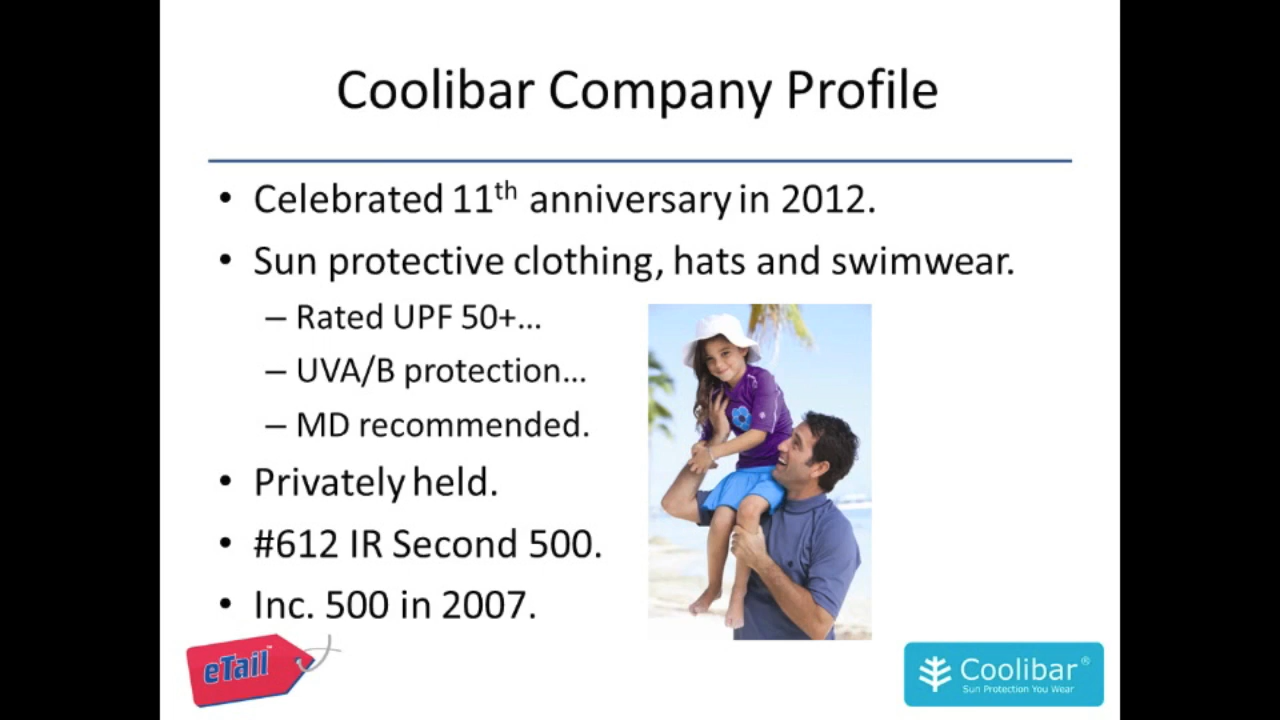 Coolibar Company Profile
• Celebrated 11th anniversary in 2012.
• Sun protective clothing, hats and swimwear.
– Rated UPF 50+...
– UVA/B protection...
– MD recommended.
• Privately held.
• #612 IR Second 500.
• Inc. 500 in 2007.
eTail™
Coolibar®
Sun Protection You Wear